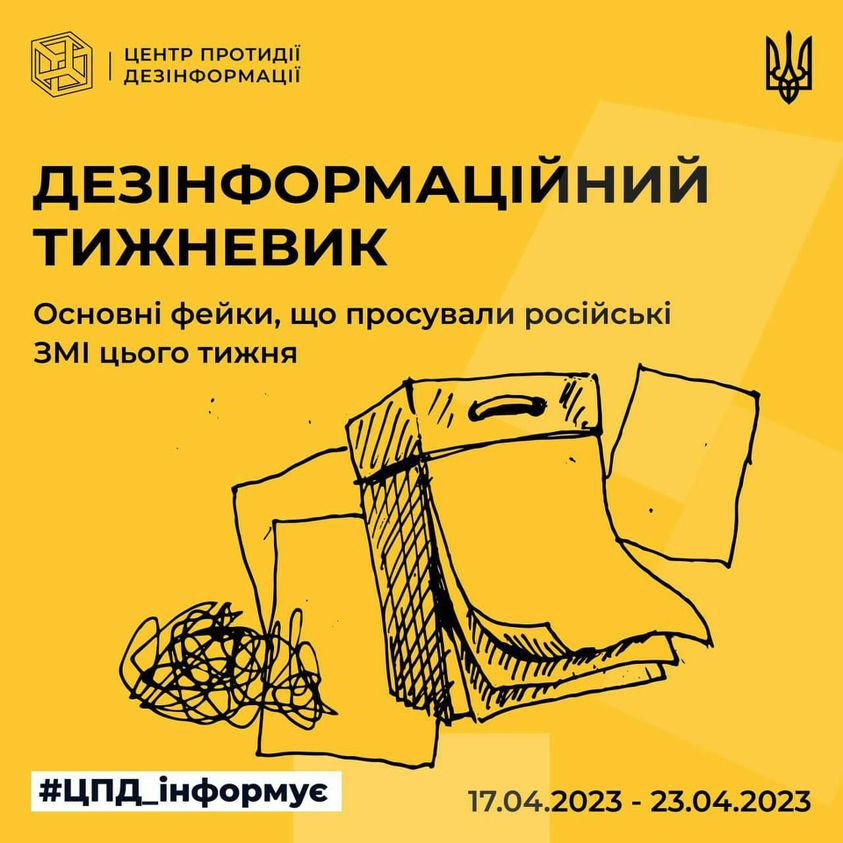 ЦЕНТР ПРОТИДІЇ
ДЕЗІНФОРМАЦІЇ
ДЕЗІНФОРМАЦІЙНИЙ
ТИЖНЕВИК
Основні фейки, що просували російські
ЗМІ цього тижня
#ЦПД_інформує
17.04.2023 - 23.04.2023